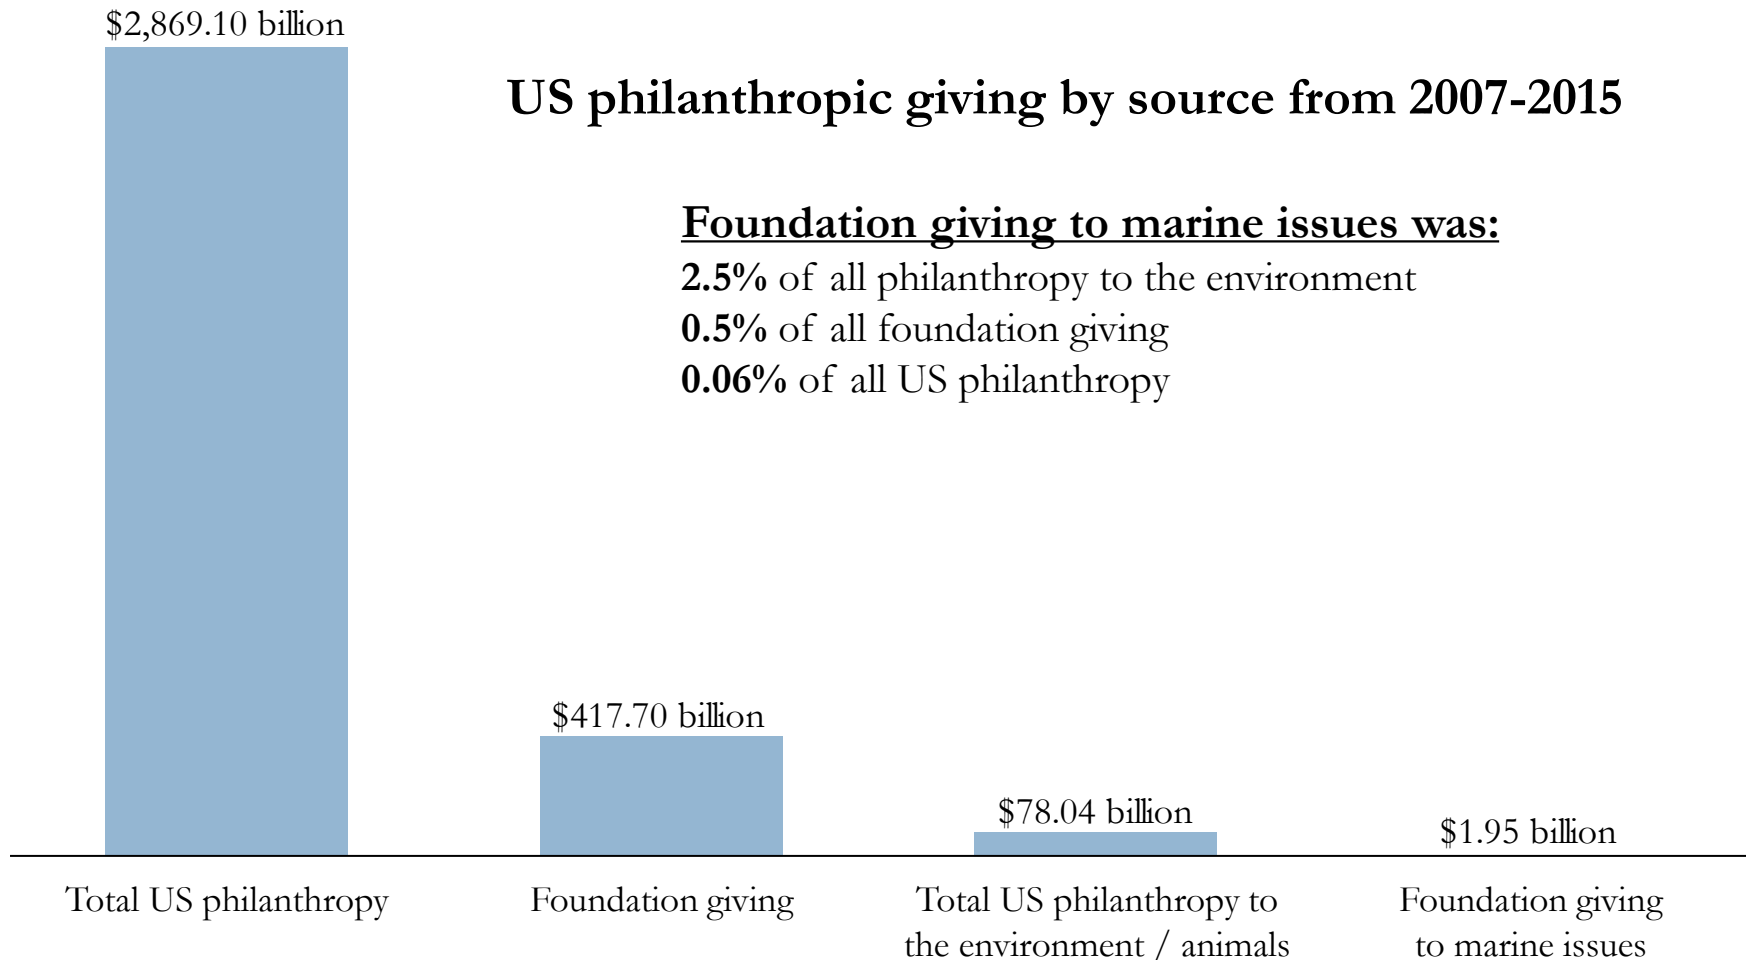 $2,869.10 billion
US philanthropic giving by source from 2007-2015
Foundation giving to marine issues was:
2.5% of all philanthropy to the environment
0.5% of all foundation giving
0.06% of all US philanthropy
$417.70 billion
$78.04 billion
$1.95 billion
Total US philanthropy
Foundation giving
Total US philanthropy to
the environment / animals
Foundation giving
to marine issues